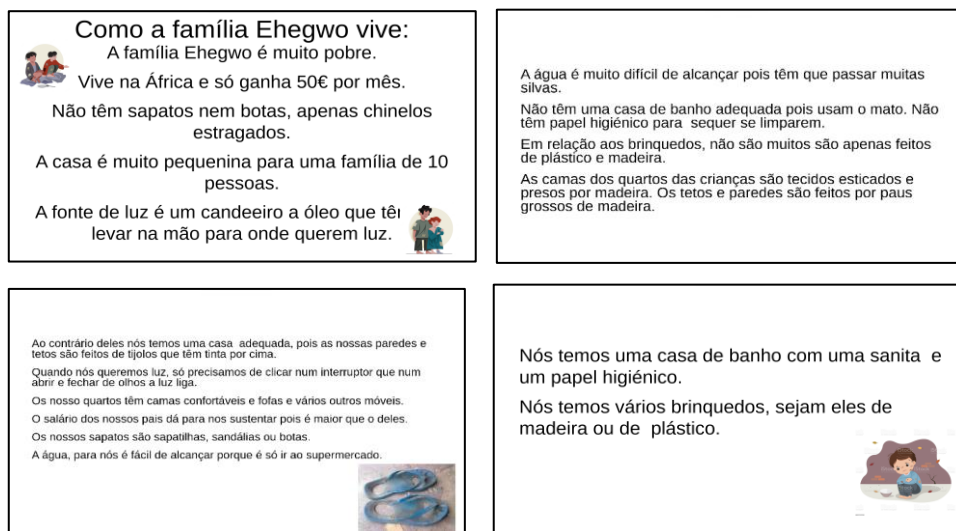 Como a família Ehegwo vive:
A família Ehegwo é muito pobre.
Vive na África e só ganha 50€ por mês.
Não têm sapatos nem botas, apenas chinelos
estragados.
A casa é muito pequenina para uma família de 10
pessoas.
A fonte de luz é um candeeiro a óleo que
levar na mão para onde querem luz.
A água é muito difícil de alcançar pois têm que passar muitas
silvas.
Não têm uma casa de banho adequada pois usam o mato. Não
têm papel higiénico para sequer se limparem.
Em relação aos brinquedos, não são muitos são apenas feitos
de plástico e madeira.
As camas dos quartos das crianças são tecidos esticados e
presos por madeira. Os tetos e paredes são feitos por paus
grossos de madeira.
Ao contrário deles nós temos uma casa adequada, pois as nossas paredes e
tetos são feitos de tijolos que têm tinta por cima.
Quando nós queremos luz, só precisamos de clicar num interruptor que num
abrir e fechar de olhos a luz liga.
Os nosso quartos têm camas confortáveis e fofas e vários outros móveis.
O salário dos nossos pais dá para nos sustentar pois é maior que o deles.
Os nossos sapatos são sapatilhas, sandálias ou botas.
A água, para nós é fácil de alcançar porque é só ir ao supermercado.
Nós temos uma casa de banho com uma sanita e
um papel higiénico.
Nós temos vários brinquedos, sejam eles de
madeira ou de plástico.